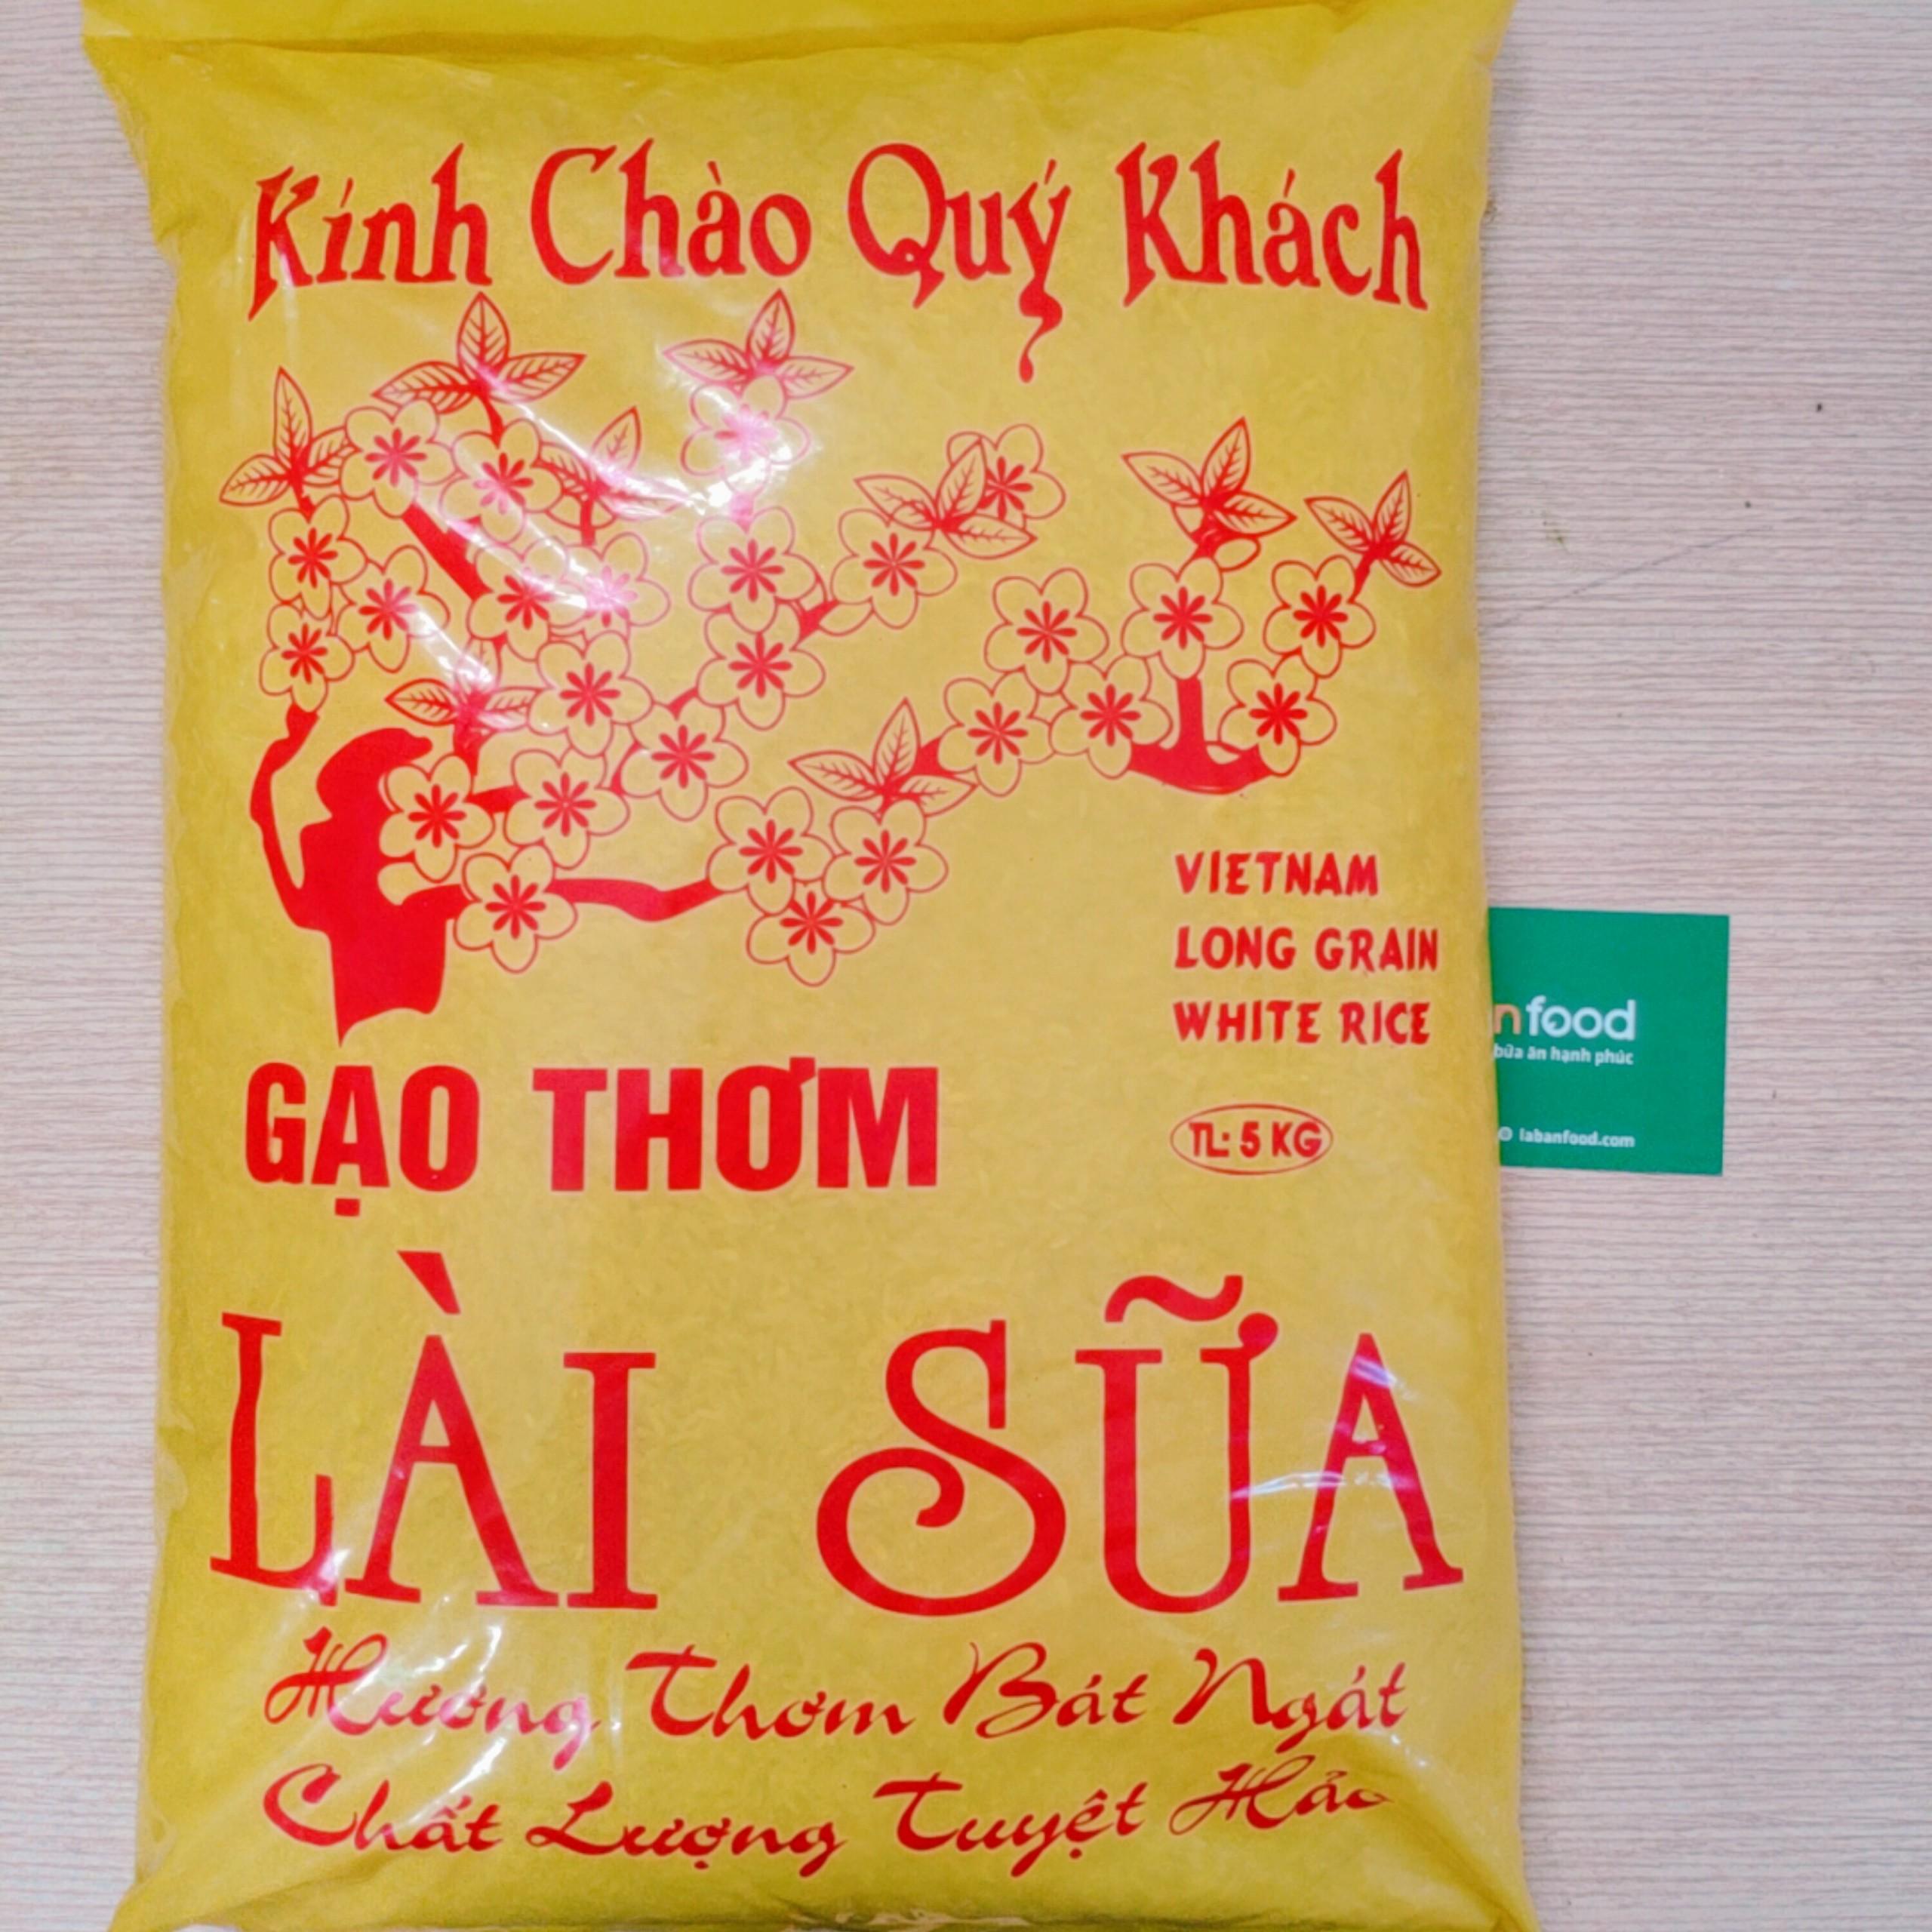 Kính Chào Quý Khách
VIETNAM
LONG GRAIN
WHITE RICE
TL: 5 KG
GẠO THƠM
LÀI SỮA
Hương Thơm Bát Ngát
Chất Lượng Tuyệt Hảo
nfood
bữa ăn hạnh phúc
labanfood.com